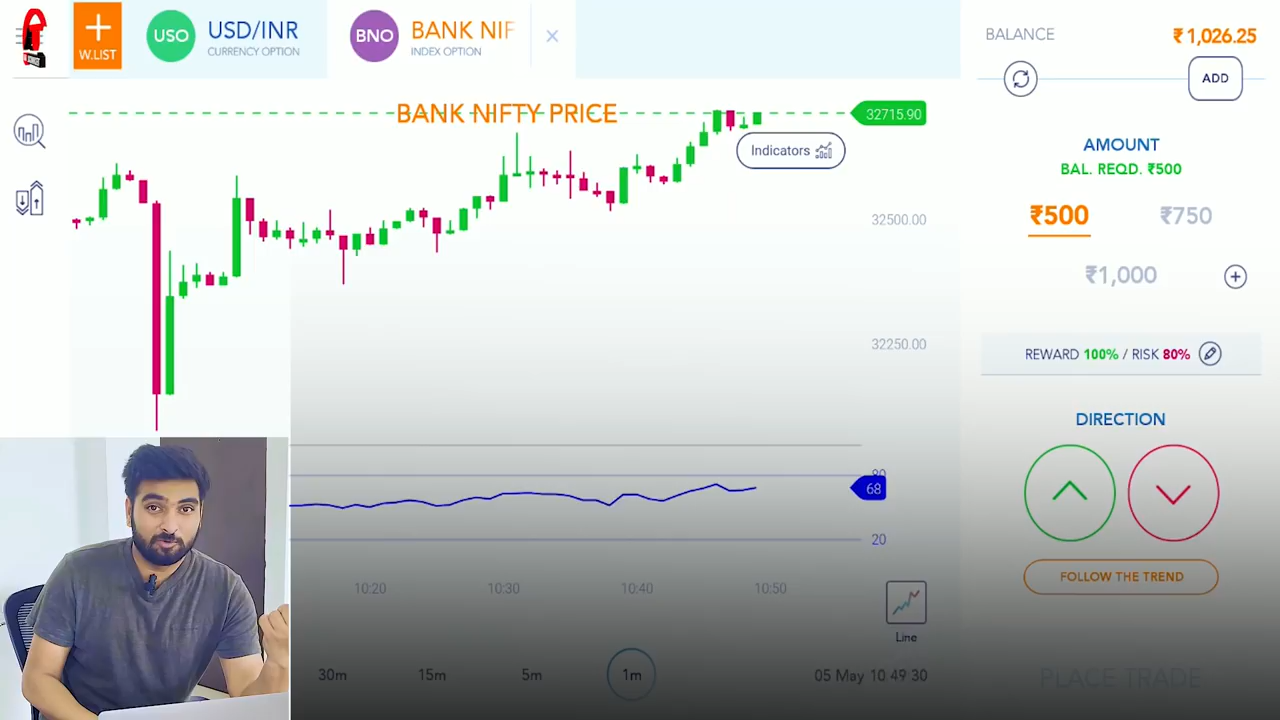 W.LIST
USO
USD/INR
CURRENCY OPTION
BNO
BANK NIF
INDEX OPTION
BALANCE
₹ 1,026.25
ADD
BANK NIFTY PRICE
32715.90
Indicators
32500.00
32250.00
AMOUNT
BAL. REQD. ₹500
₹500
₹750
₹1,000
REWARD 100% / RISK 80%
DIRECTION
80
68
20
FOLLOW THE TREND
10:20
10:30
10:40
10:50
Line
30m
15m
5m
1m
05 May 10 49 30
PLACE TRADE